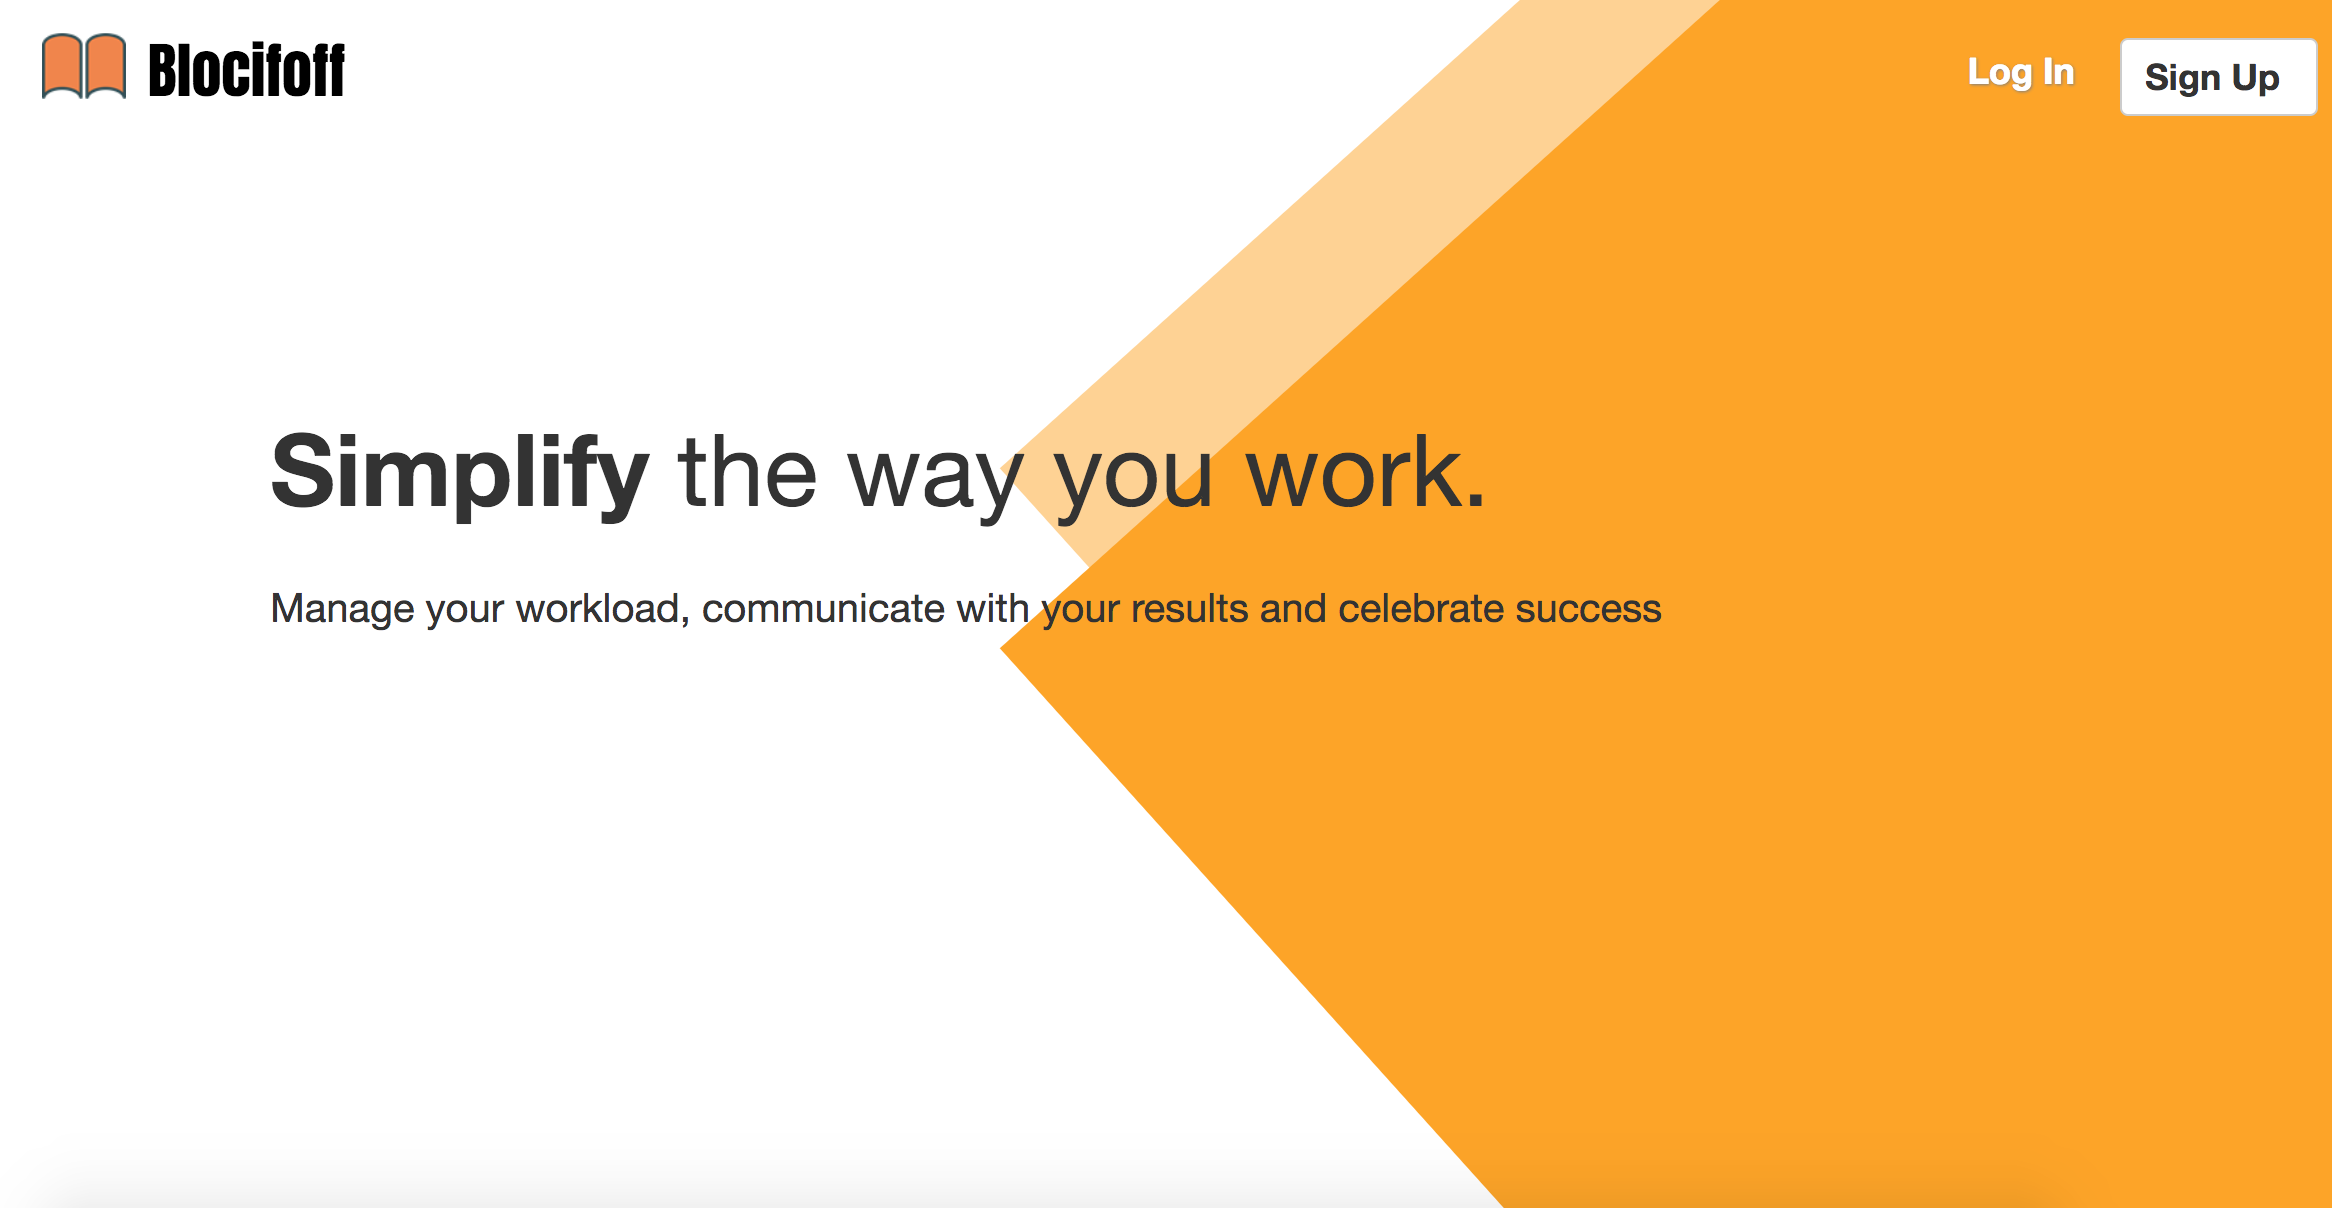 Blocifoff
Log In
Sign Up
Simplify the way you work.
Manage your workload, communicate with your results and celebrate success